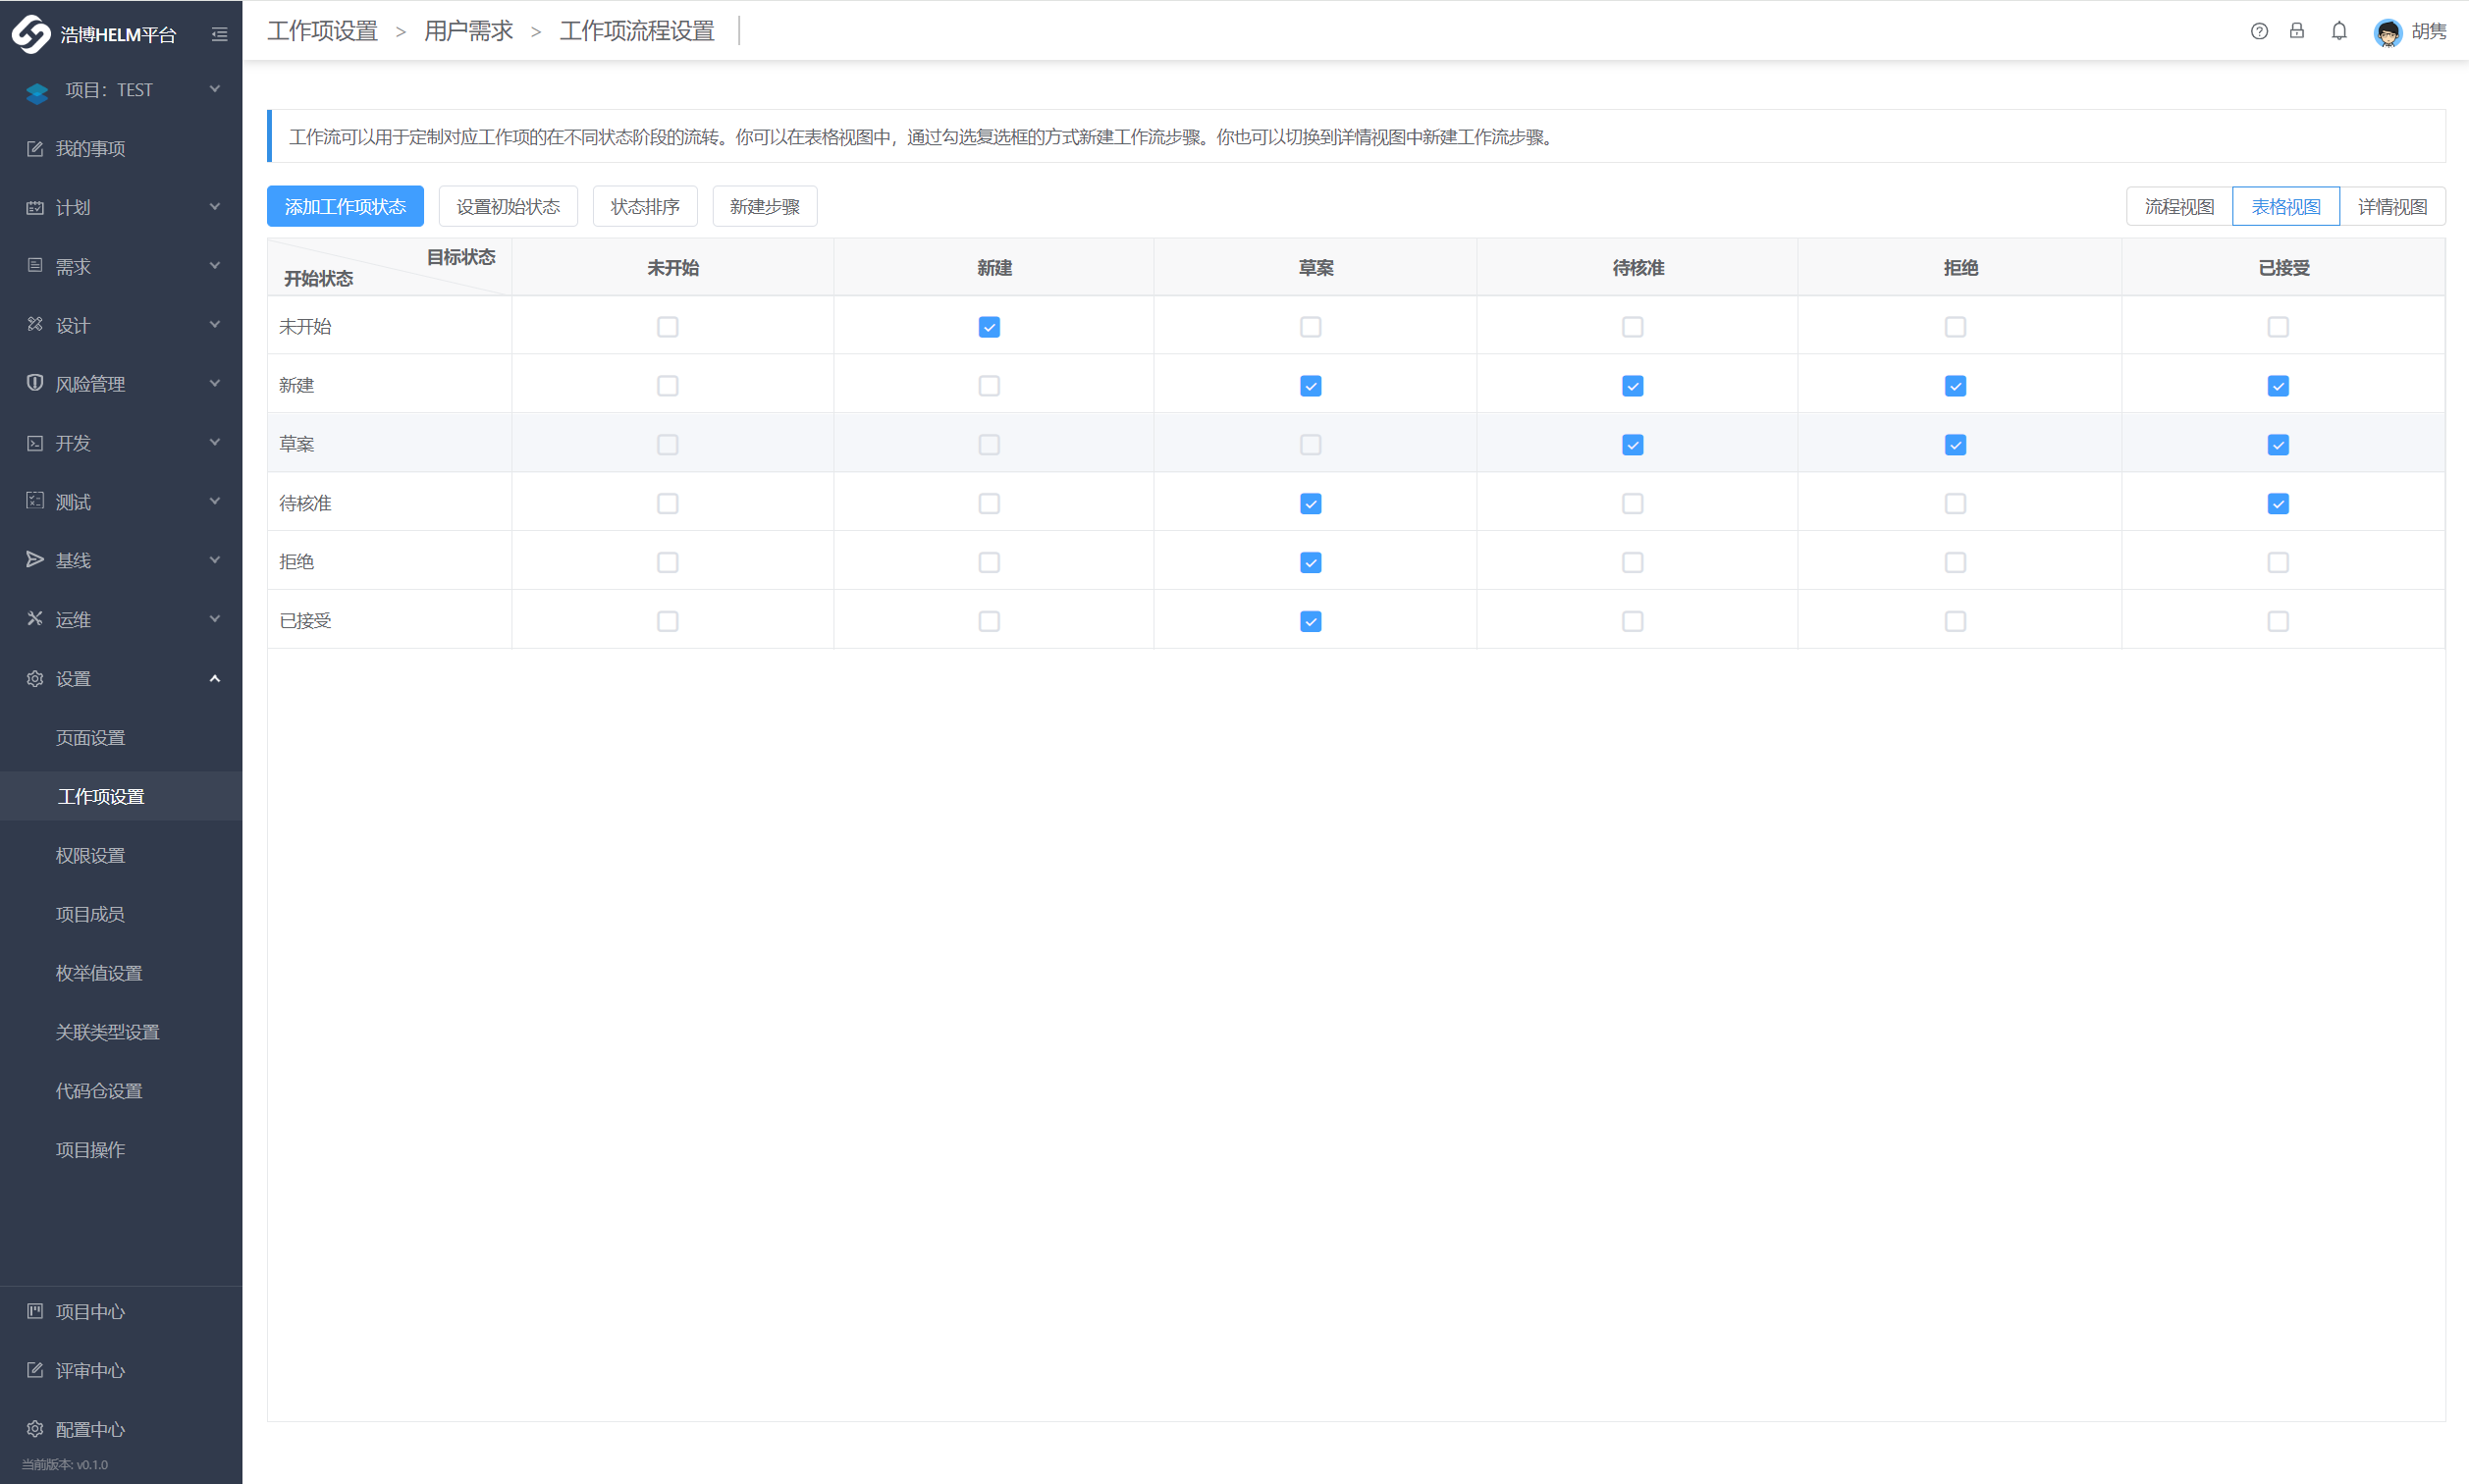 浩博HELM平台
项目：TEST
我的事项
计划
需求
设计
风险管理
开发
测试
基线
运维
设置
页面设置
工作项设置
权限设置
项目成员
枚举值设置
关联类型设置
代码仓设置
项目操作
项目中心
评审中心
配置中心
当前版本: v0.1.0
工作项设置 > 用户需求 > 工作项流程设置
胡隽
工作流可以用于定制对应工作项的在不同状态阶段的流转。你可以在表格视图中，通过勾选复选框的方式新建工作流步骤。你也可以切换到详情视图中新建工作流步骤。
添加工作项状态 设置初始状态 状态排序 新建步骤 流程视图 表格视图 详情视图
目标状态
开始状态 未开始 新建 草案 待核准 拒绝 已接受
未开始
新建
草案
待核准
拒绝
已接受